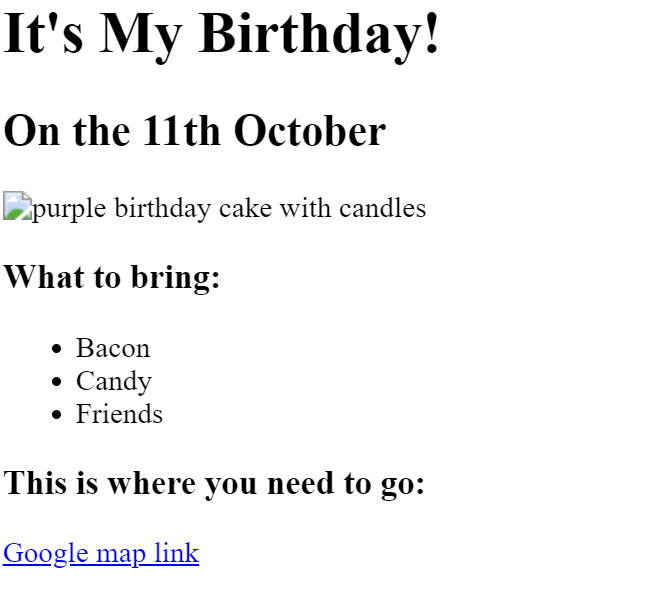 It's My Birthday!
On the 11th October
purple birthday cake with candles
What to bring:
Bacon
Candy
Friends
This is where you need to go:
Google map link